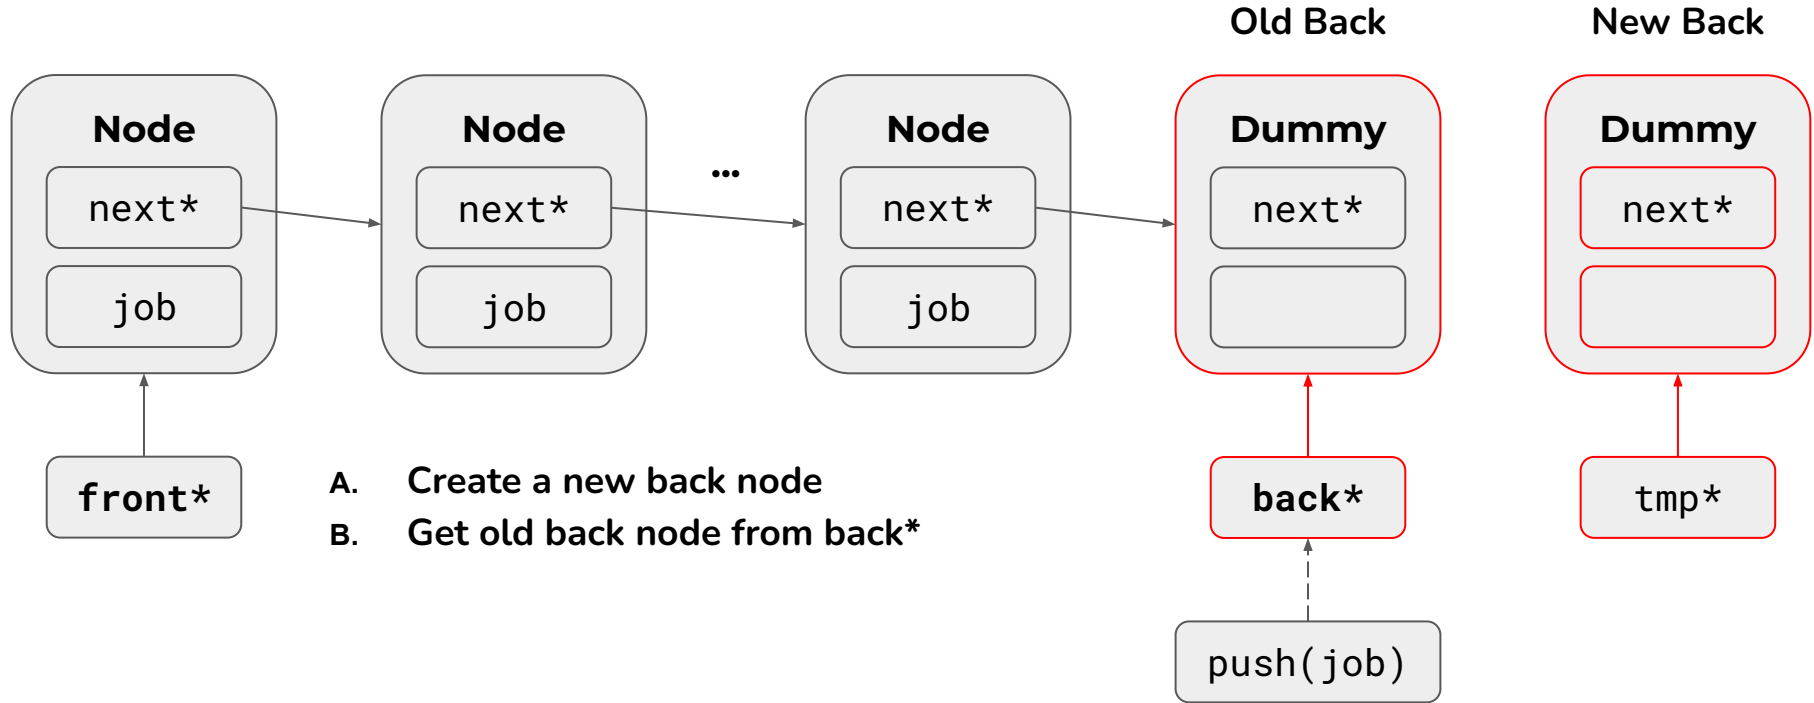 Old Back
New Back
Node
Node
...
Node
Dummy
Dummy
next*
next*
next*
next*
next*
job
job
job
front*
A. Create a new back node
B. Get old back node from back*
back*
tmp*
push(job)